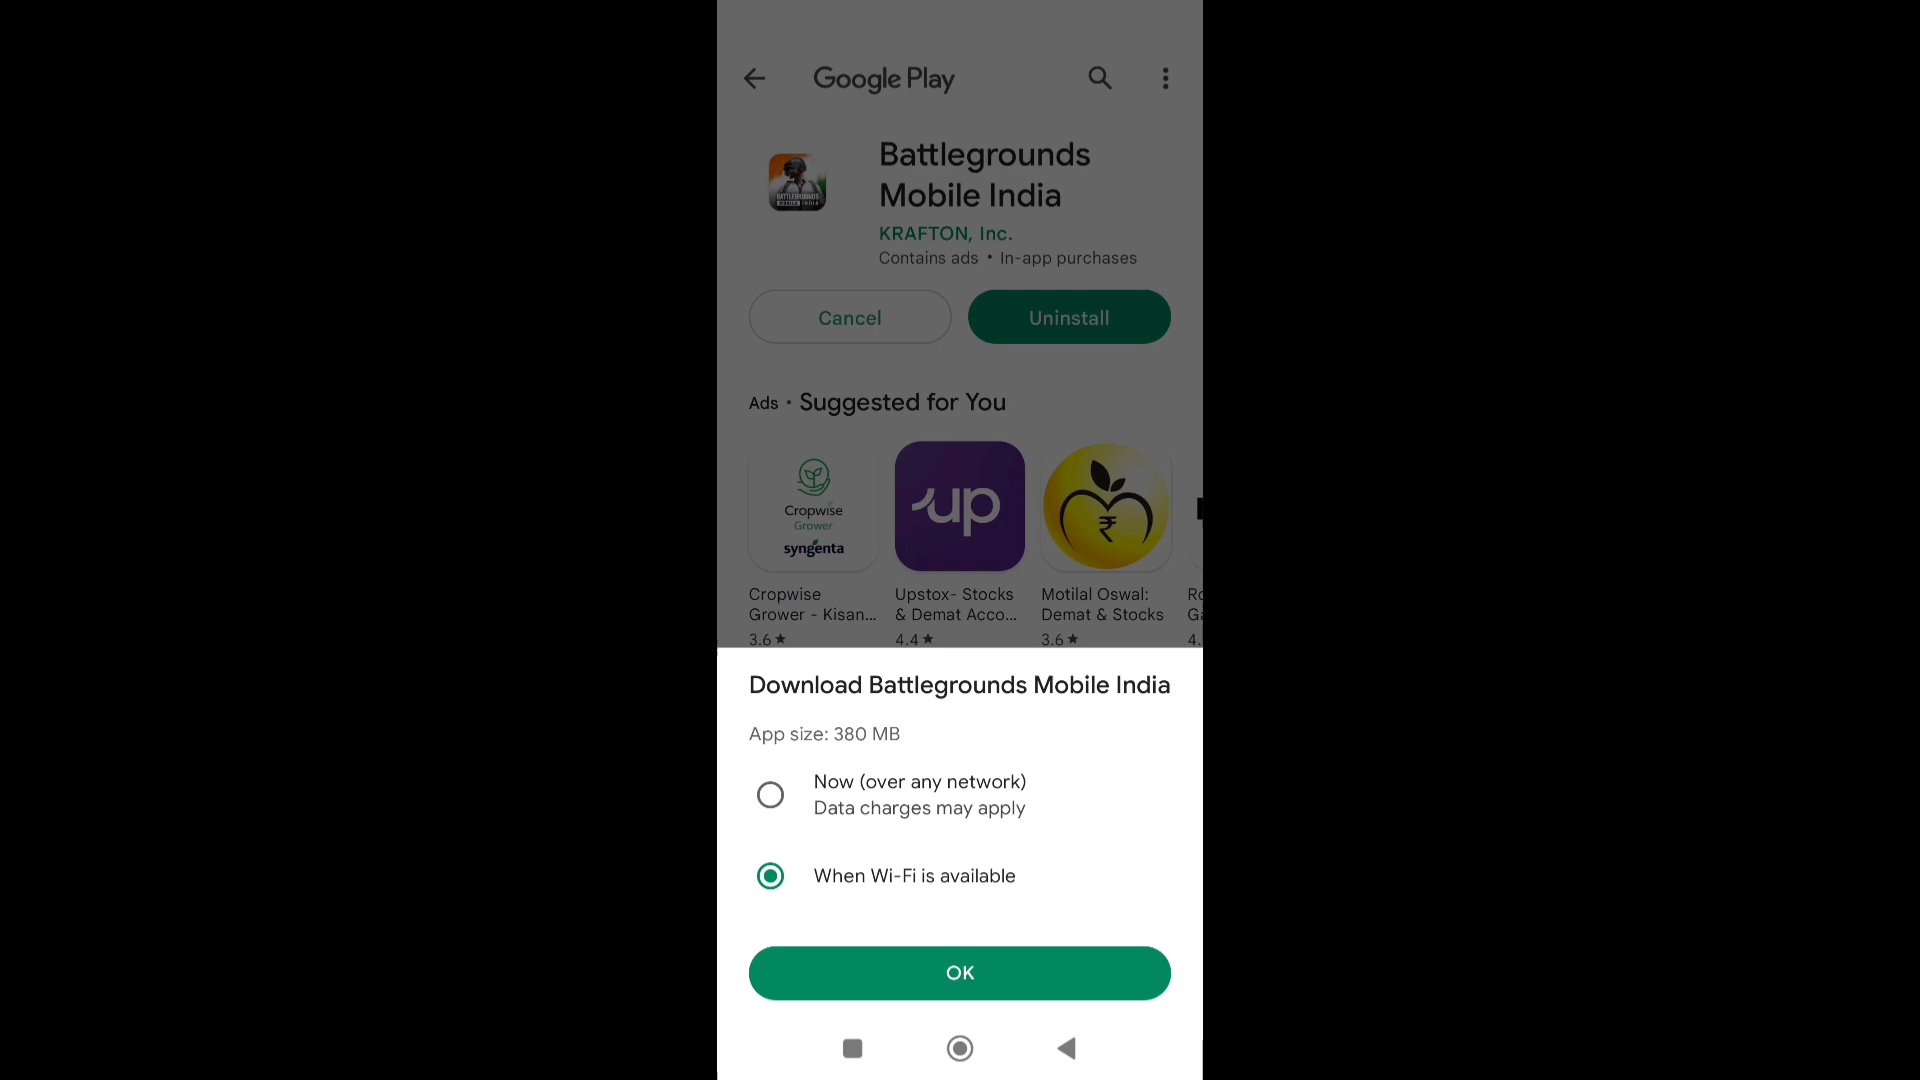 Google Play
Battlegrounds
Mobile India
KRAFTON, Inc.
Contains ads • In-app purchases
Cancel
Uninstall
Ads • Suggested for You
Cropwise
Grower
syngenta
up
₹
Cropwise
Grower - Kisan...
3.6★
Upstox- Stocks
& Demat Acco...
4.4★
Motilal Oswal:
Demat & Stocks
3.6★
Download Battlegrounds Mobile India
App size: 380 MB
Now (over any network)
Data charges may apply
When Wi-Fi is available
OK